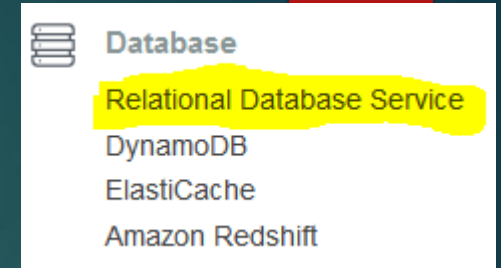 Database
Relational Database Service
DynamoDB
ElastiCache
Amazon Redshift